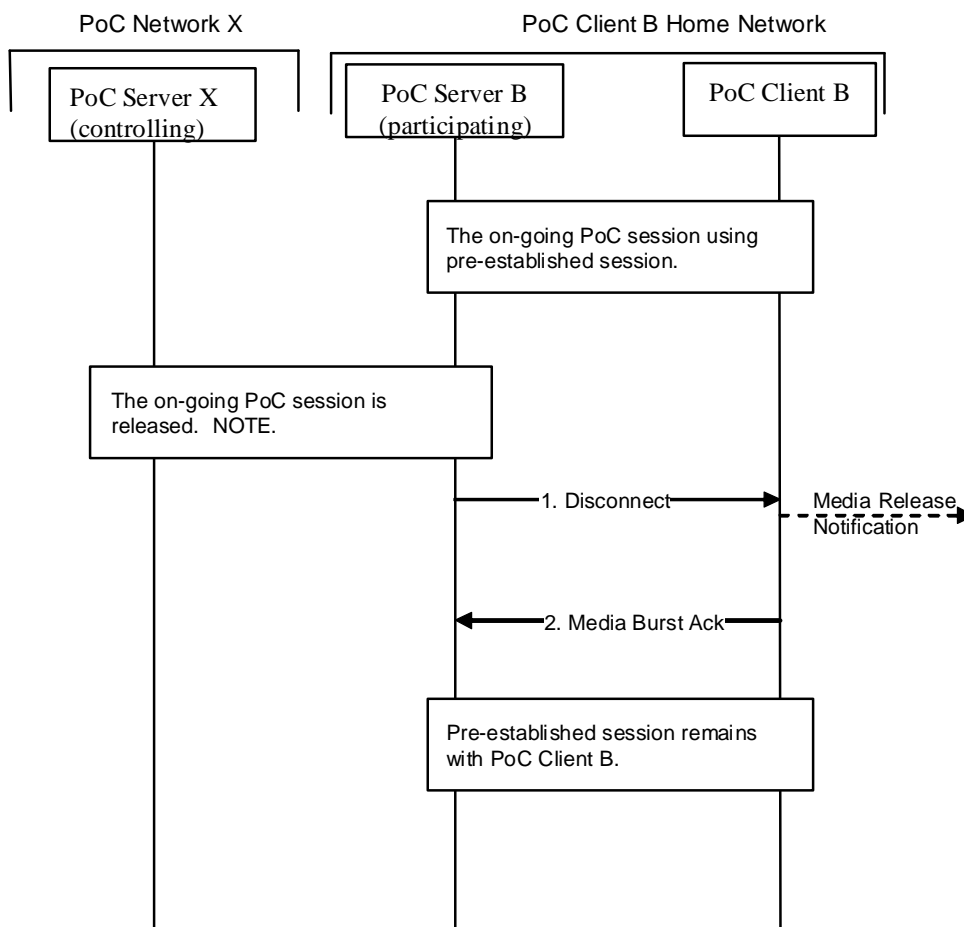 PoC Network X
PoC Client B Home Network
PoC Server X
(controlling)
PoC Server B
(participating)
PoC Client B
The on-going PoC session using
pre-established session.
The on-going PoC session is
released. NOTE.
1. Disconnect
Media Release
Notification
2. Media Burst Ack
Pre-established session remains
with PoC Client B.